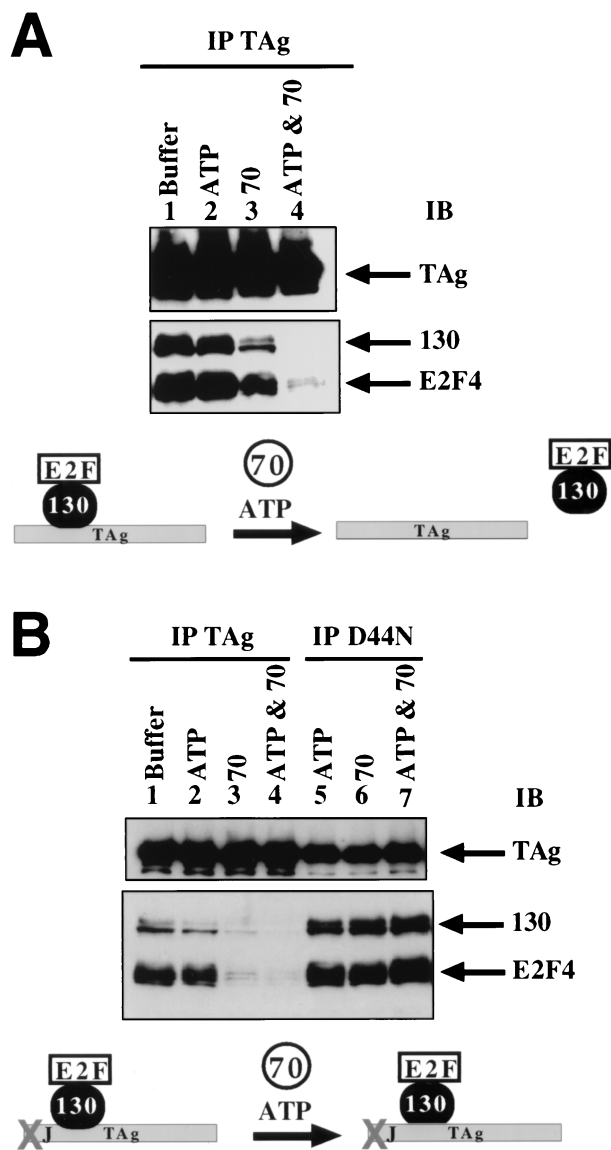 A
IP TAg
Buffer ATP 70 ATP & 70
1 2 3 4 IB
TAg
130
E2F4
E2F 70 E2F
130 ATP 130
TAg TAg
B
IP TAg IP D44N
Buffer ATP 70 ATP & 70 ATP 70 ATP & 70
1 2 3 4 5 6 7 IB
TAg
130
E2F4
E2F 70 E2F
130 ATP 130
X J TAg X J TAg